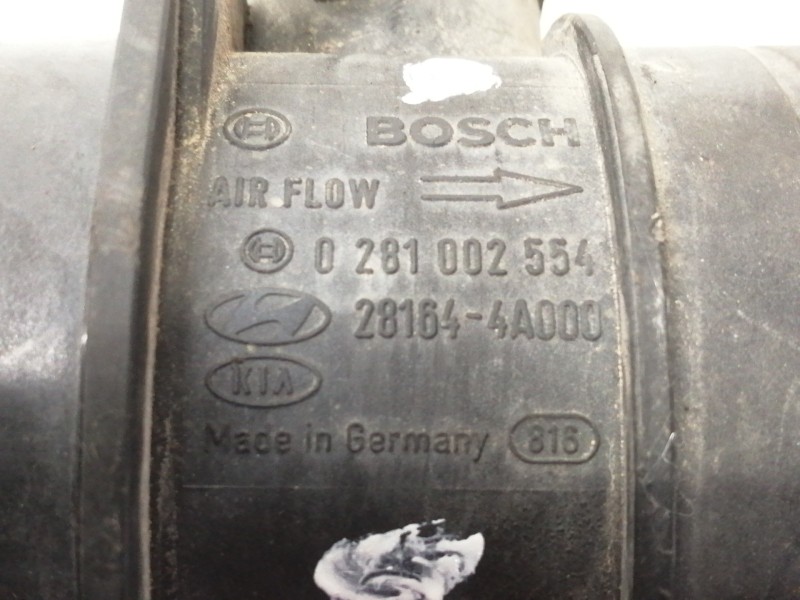 BOSCH
AIR FLOW
0 281 002 554
28164-4A000
KIA
Made in Germany 816